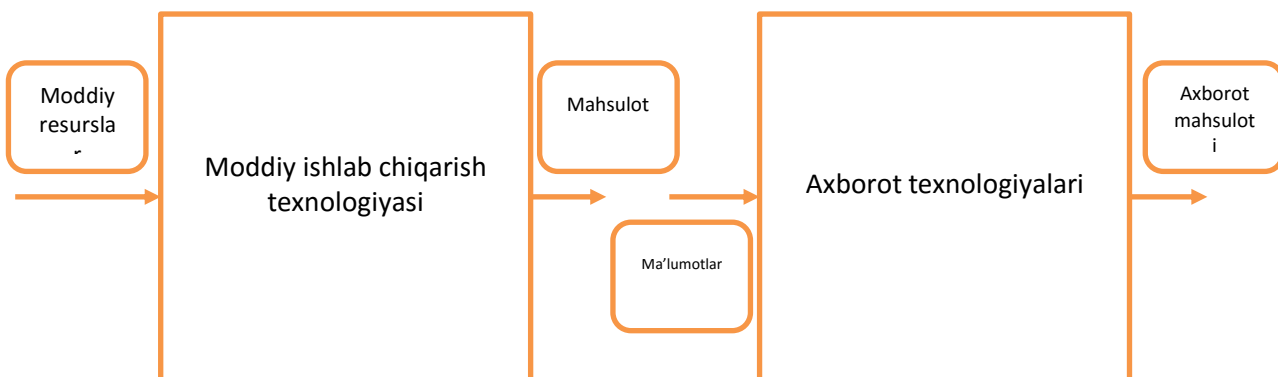 Moddiy
resursla
r
Moddiy ishlab chiqarish
texnologiyasi
Mahsulot
Ma’lumotlar
Axborot texnologiyalari
Axborot
mahsulot
i